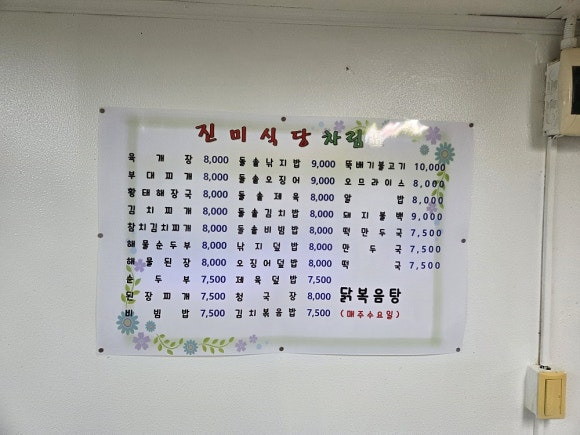 진미식당 차림
육개장 8,000
부대찌개 8,000
황태해장국 8,000
김치찌개 8,000
참치김치찌개 8,000
해물순두부 8,000
해물된장 8,000
순두부 7,500
된장찌개 7,500
비빔밥 7,500
돌솥낚지밥 9,000
돌솥오징어 9,000
돌솥제육 8,000
돌솥김치밥 8,000
돌솥비빔밥 8,000
낚지덮밥 8,000
오징어덮밥 8,000
제육덮밥 7,500
청국장 8,000
김치볶음밥 7,500
뚝배기불고기 10,000
오므라이스 8,000
알밥 8,000
돼지불백 9,000
떡만두국 7,500
만두국 7,500
떡국 7,500
닭복음탕
(매주수요일)